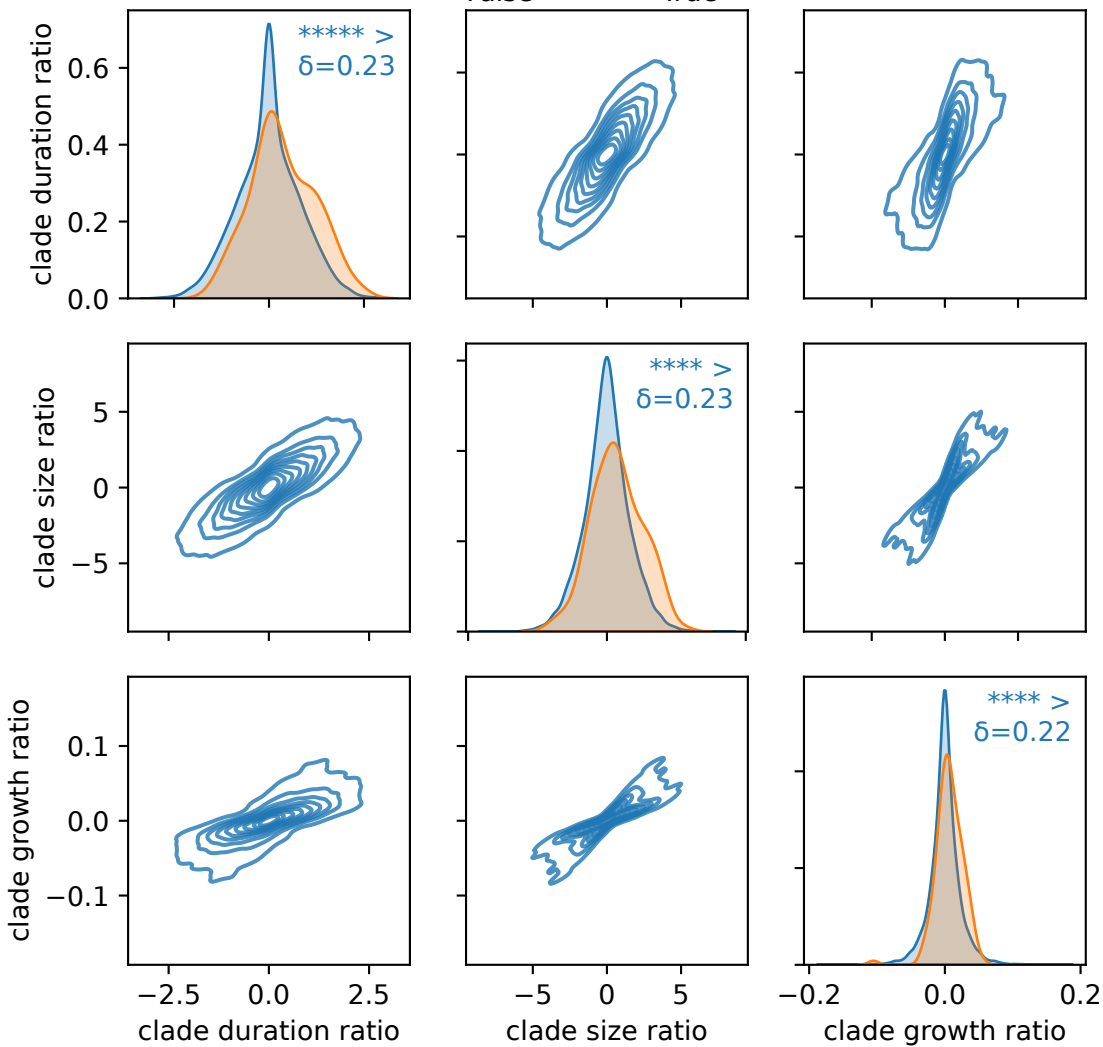 ***** >
δ=0.23
clade duration ratio
0.6
0.4
0.2
0.0
**** >
δ=0.23
clade size ratio
5
0
−5
**** >
δ=0.22
clade growth ratio
0.1
0.0
−0.1
−2.5 0.0 2.5
−5 0 5
−0.2 0.0 0.2
clade duration ratio
clade size ratio
clade growth ratio